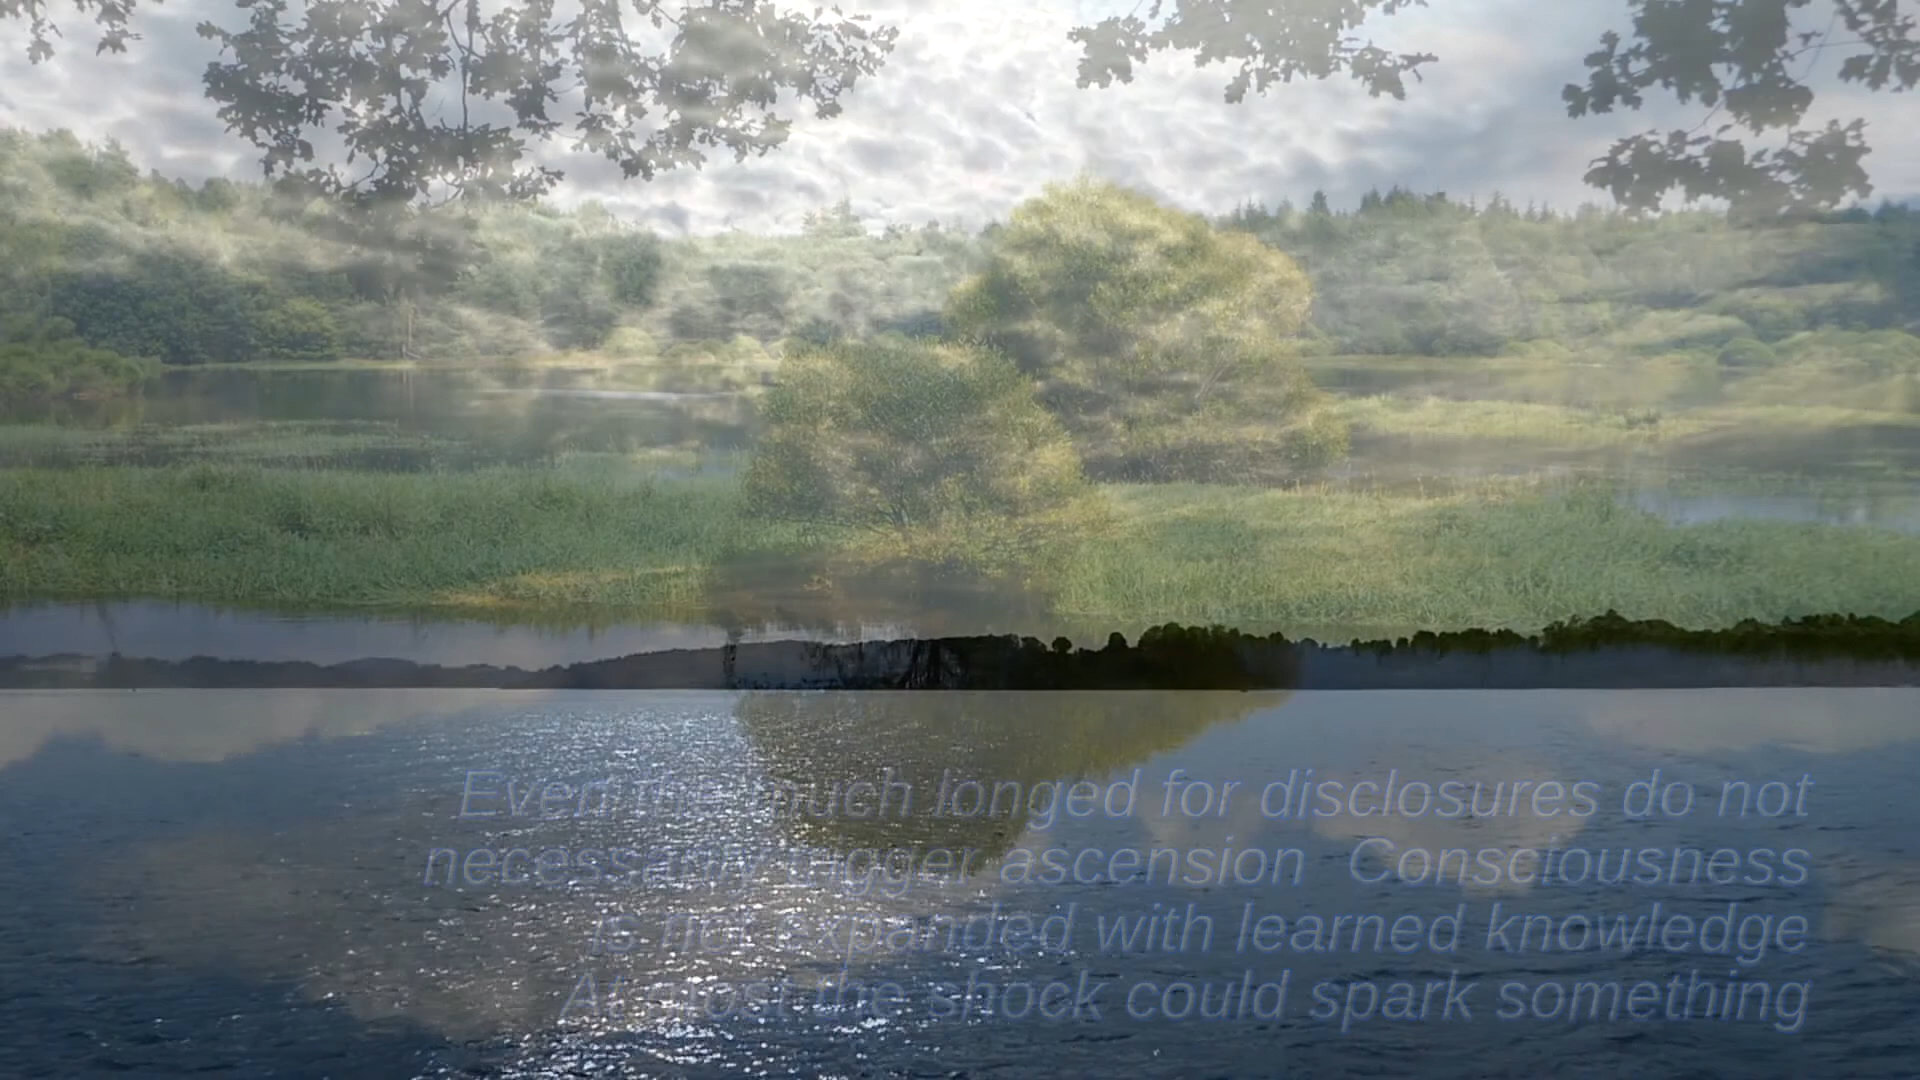 Even the much longed for disclosures do not
necessarily trigger ascension Consciousness
is not expanded with learned knowledge
At most the shock could spark something